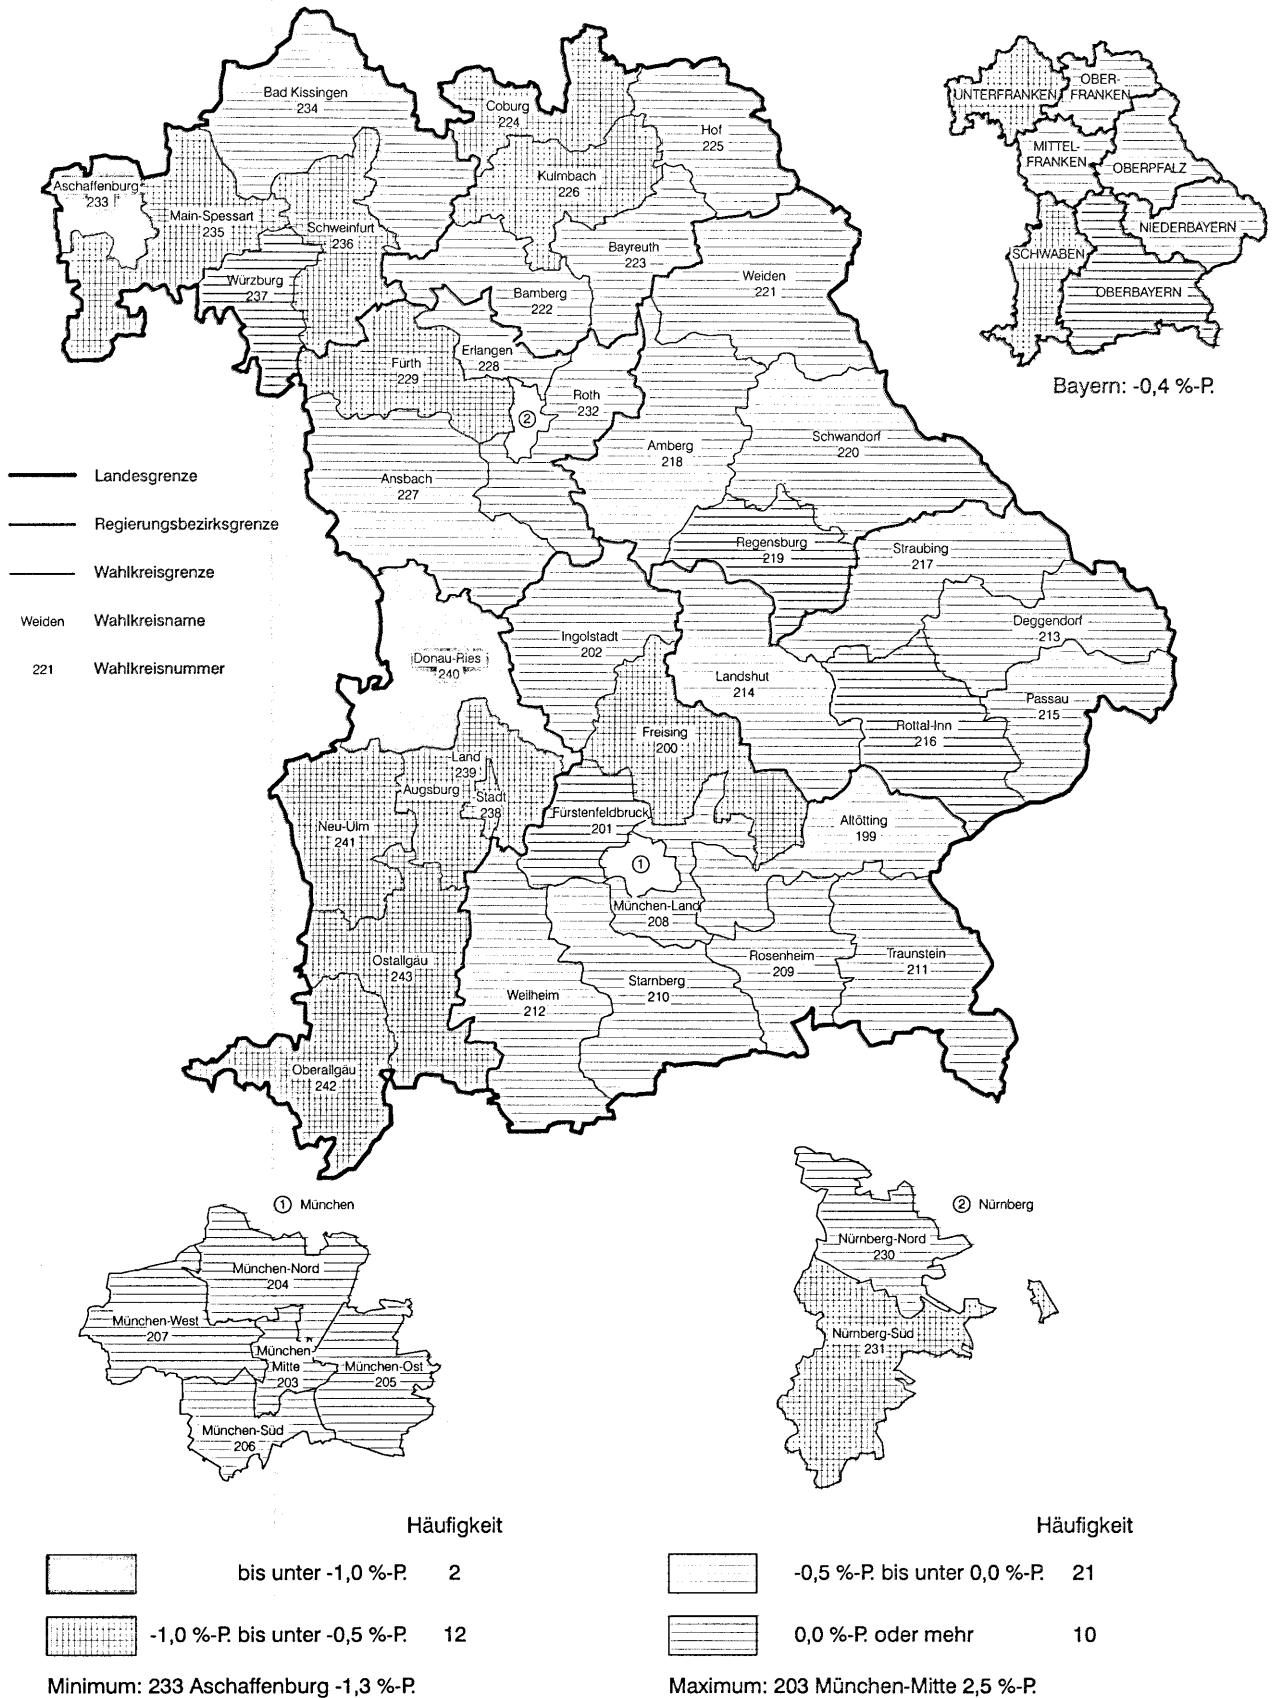 Bad Kissingen
234
Coburg
224
Hof
225
Kulmbach
226
Aschaffenburg
233
Main-Spessart
235
Schweinfurt
236
Würzburg
237
Bayreuth
223
Weiden
221
Bamberg
222
Erlangen
228
Fürth
229
Roth
232
2
Amberg
218
Schwandorf
220
Ansbach
227
Regensburg
219
Straubing
217
Deggendorf
213
Ingolstadt
202
Donau-Ries
240
Landshut
214
Passau
215
Rottal-Inn
216
Freising
200
Land
239
Augsburg
Stadt
238
Fürstenfeldbruck
201
Altötting
199
Neu-Ulm
241
1
München-Land
208
Ostallgäu
243
Rosenheim
209
Traunstein
211
Starnberg
210
Weilheim
212
Oberallgäu
242
UNTERFRANKEN
OBER-
FRANKEN
MITTEL-
FRANKEN
OBERPFALZ
NIEDERBAYERN
SCHWABEN
OBERBAYERN
Bayern: -0,4 %-P.
Landesgrenze
Regierungsbezirksgrenze
Wahlkreisgrenze
Weiden Wahlkreisname
221 Wahlkreisnummer
1 München
München-Nord
204
München-West
207
München
Mitte
203
München-Ost
205
München-Süd
206
2 Nürnberg
Nürnberg-Nord
230
Nürnberg-Süd
231
Häufigkeit Häufigkeit
bis unter -1,0 %-P. 2 -0,5 %-P. bis unter 0,0 %-P. 21
-1,0 %-P. bis unter -0,5 %-P. 12 0,0 %-P. oder mehr 10
Minimum: 233 Aschaffenburg -1,3 %-P. Maximum: 203 München-Mitte 2,5 %-P.